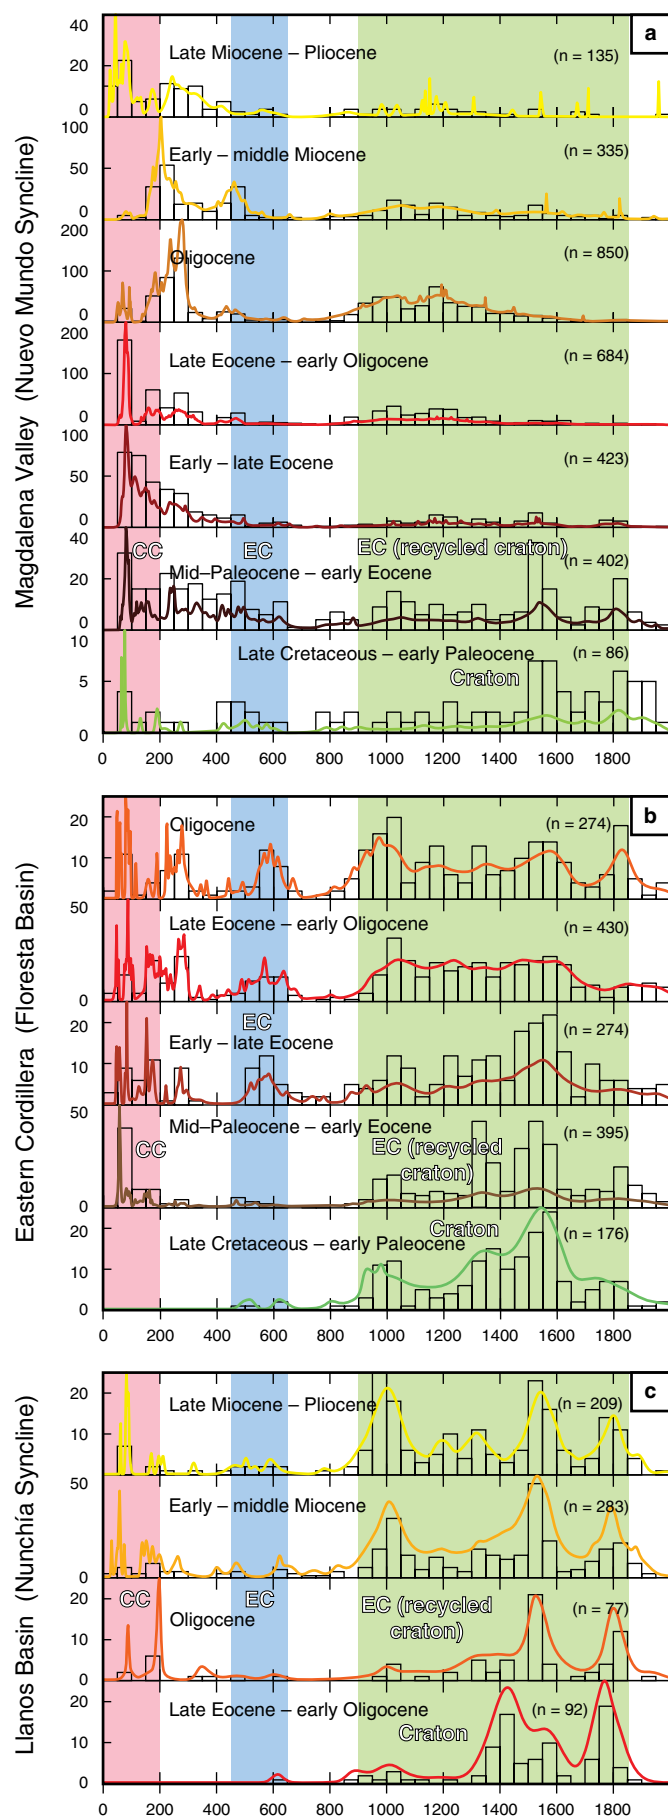 a
Magdalena Valley (Nuevo Mundo Syncline)
40
20
0
Late Miocene – Pliocene
(n = 135)
100
50
0
Early – middle Miocene
(n = 335)
200
100
0
Oligocene
(n = 850)
200
100
0
Late Eocene – early Oligocene
(n = 684)
100
50
0
Early – late Eocene
(n = 423)
40
20
0
CC
EC
EC (recycled craton)
Mid–Paleocene – early Eocene
(n = 402)
10
5
0
Late Cretaceous – early Paleocene
(n = 86)
Craton
0 200 400 600 800 1000 1200 1400 1600 1800
b
Eastern Cordillera (Floresta Basin)
20
10
Oligocene
(n = 274)
50
0
Late Eocene – early Oligocene
(n = 430)
EC
20
10
0
Early – late Eocene
(n = 274)
50
0
Mid–Paleocene – early Eocene
(n = 395)
CC
EC (recycled
craton)
20
10
0
Craton
Late Cretaceous – early Paleocene
(n = 176)
0 200 400 600 800 1000 1200 1400 1600 1800
c
Llanos Basin (Nunchía Syncline)
20
10
0
Late Miocene – Pliocene
(n = 209)
50
0
Early – middle Miocene
(n = 283)
20
10
0
CC
EC
EC (recycled
craton)
Oligocene
(n = 77)
20
10
0
Late Eocene – early Oligocene
(n = 92)
Craton
0 200 400 600 800 1000 1200 1400 1600 1800